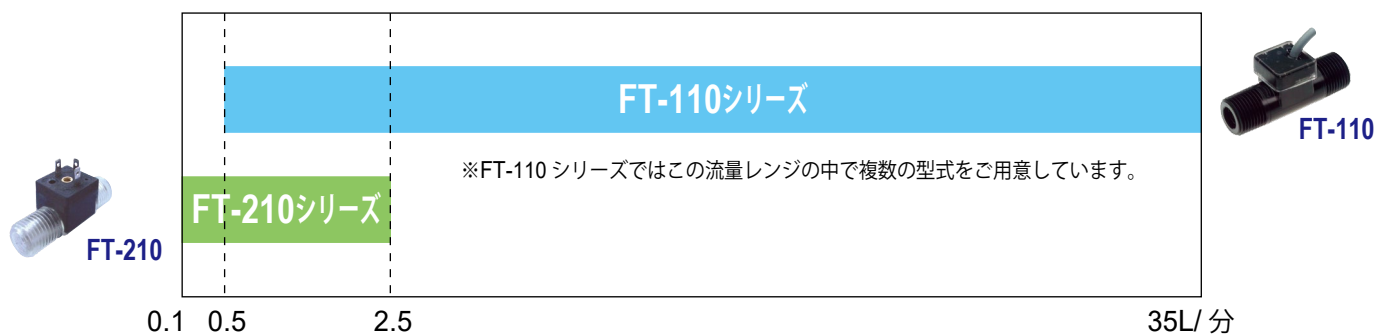 FT-110シリーズ
FT-110
※FT-110 シリーズではこの流量レンジの中で複数の型式をご用意しています。
FT-210シリーズ
FT-210
0.1 0.5 2.5 35L/ 分